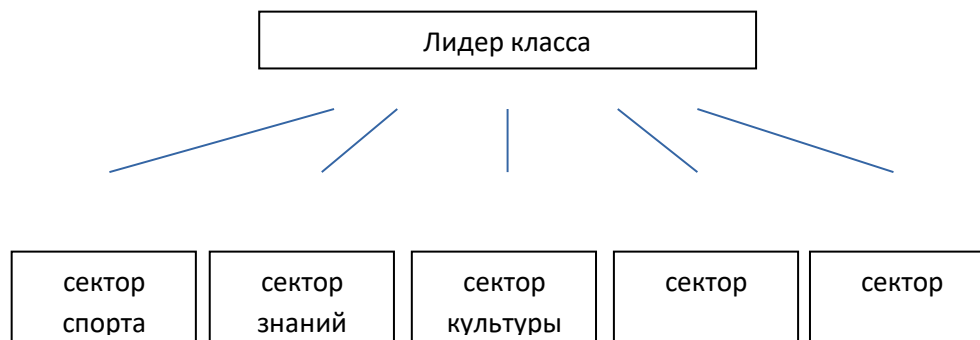 Лидер класса
сектор
спорта
сектор
знаний
сектор
культуры
сектор
сектор